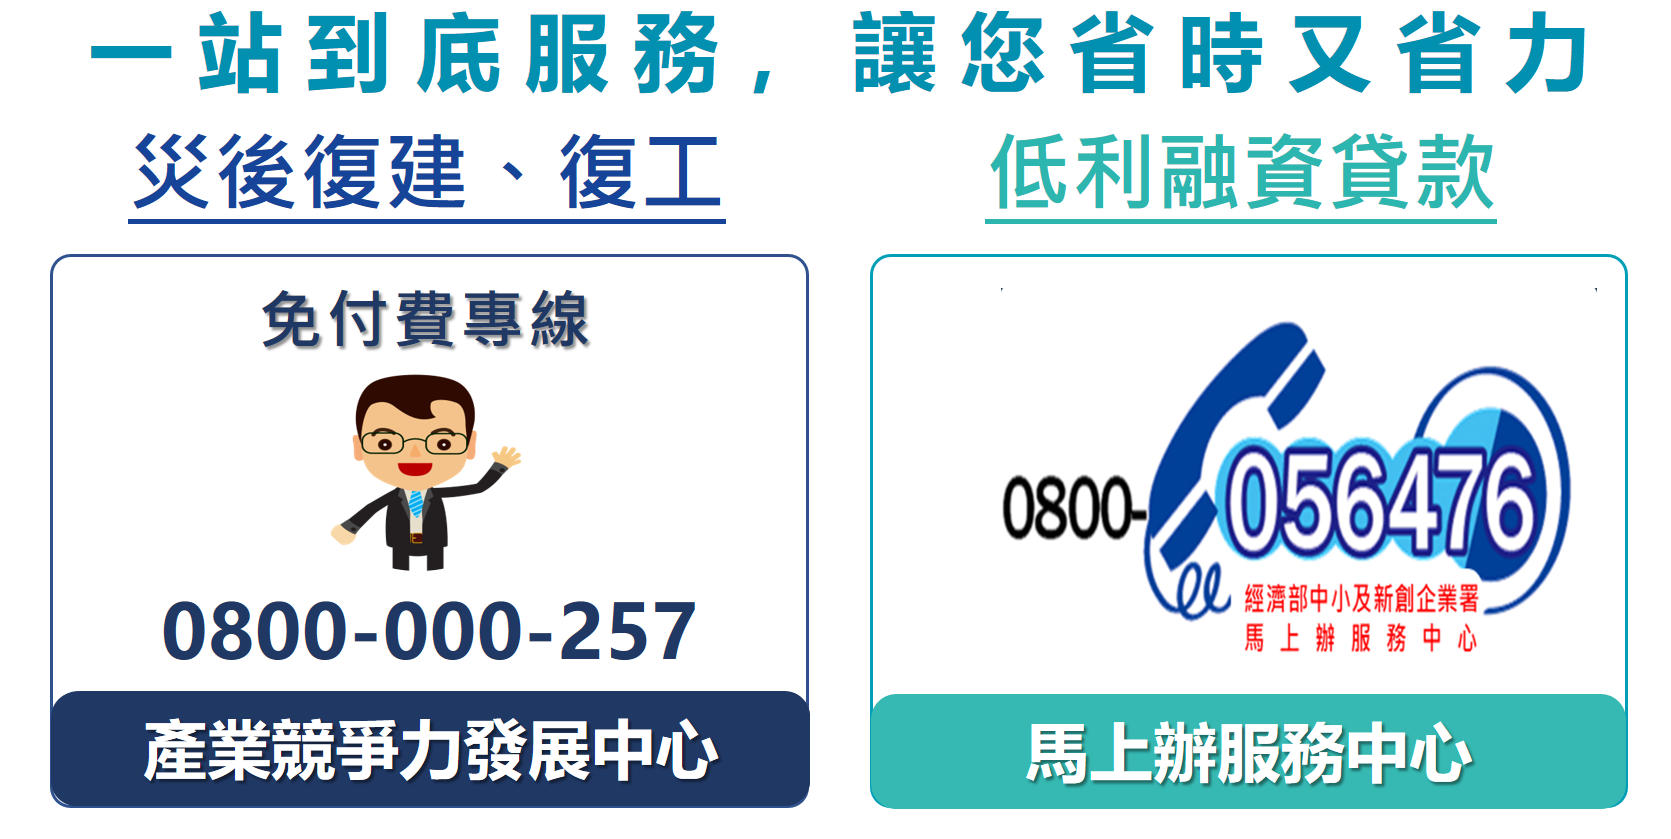 一站到底服務, 讓您省時又省力
災後復建、復工
低利融資貸款
免付費專線
0800-000-257
產業競爭力發展中心
0800-056476
經濟部中小及新創企業署
馬上辦服務中心
馬上辦服務中心